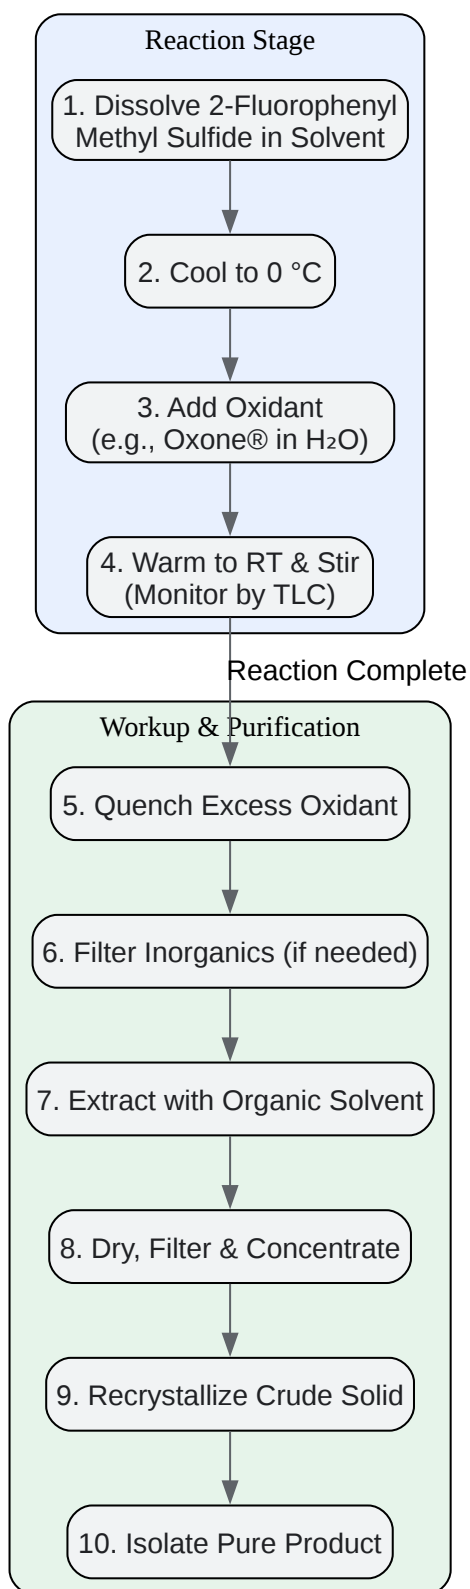 Reaction Stage
1. Dissolve 2-Fluorophenyl
Methyl Sulfide in Solvent
2. Cool to 0 °C
3. Add Oxidant
(e.g., Oxone® in H₂O)
4. Warm to RT & Stir
(Monitor by TLC)
Reaction Complete
Workup & Purification
5. Quench Excess Oxidant
6. Filter Inorganics (if needed)
7. Extract with Organic Solvent
8. Dry, Filter & Concentrate
9. Recrystallize Crude Solid
10. Isolate Pure Product